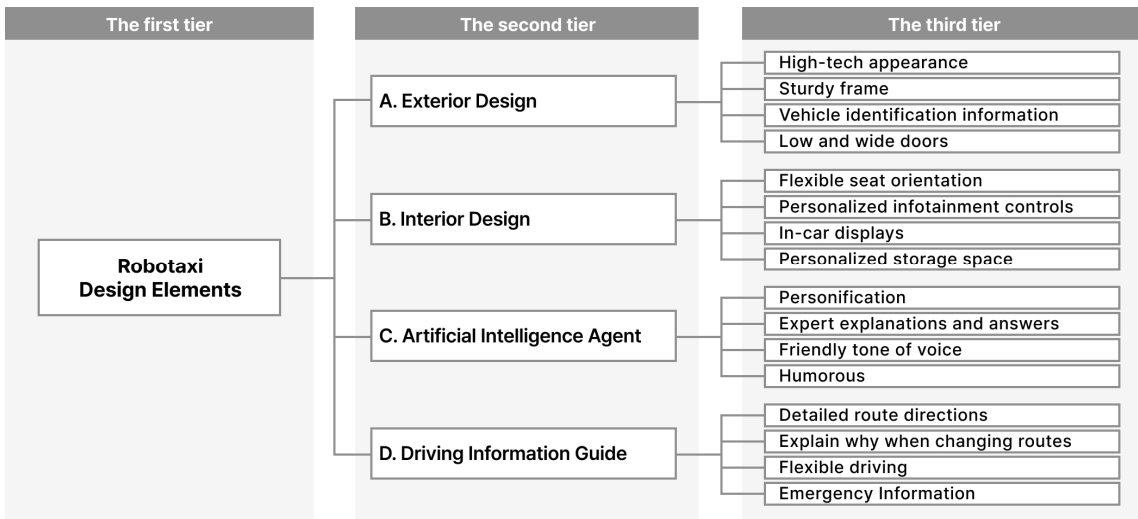 The first tier
The second tier
The third tier
Robotaxi
Design Elements
A. Exterior Design
High-tech appearance
Sturdy frame
Vehicle identification information
Low and wide doors
B. Interior Design
Flexible seat orientation
Personalized infotainment controls
In-car displays
Personalized storage space
C. Artificial Intelligence Agent
Personification
Expert explanations and answers
Friendly tone of voice
Humorous
D. Driving Information Guide
Detailed route directions
Explain why when changing routes
Flexible driving
Emergency Information